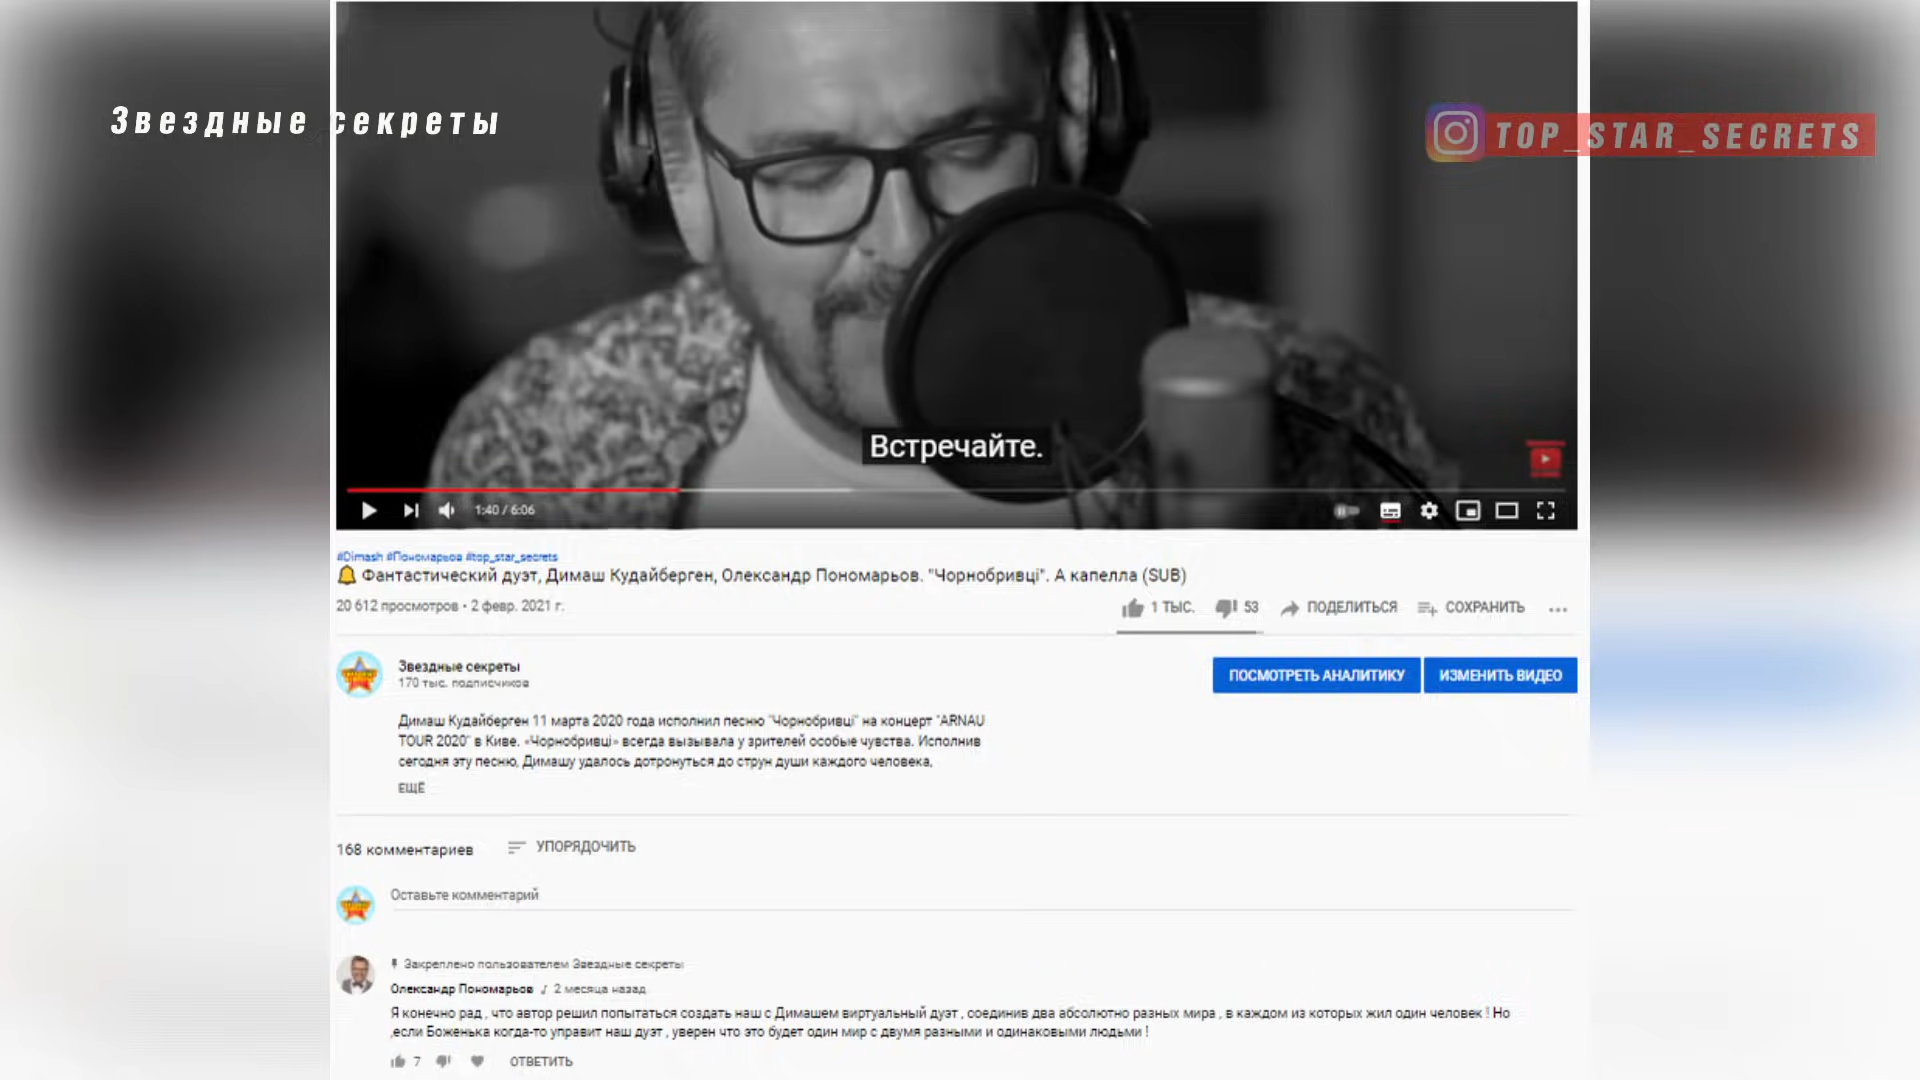 Звездные секреты
TOP_STAR_SECRETS
Встречайте.
1:40 / 6:06
#Dimash #Пономарьов #top_star_secrets
Фантастический дуэт, Димаш Кудайберген, Олександр Пономарьов. "Чорнобривці". А капелла (SUB)
20 612 просмотров • 2 февр. 2021 г.
1 ТЫС. 53 ПОДЕЛИТЬСЯ СОХРАНИТЬ
Звездные секреты
170 тыс. подписчиков
ПОСМОТРЕТЬ АНАЛИТИКУ ИЗМЕНИТЬ ВИДЕО
Димаш Кудайберген 11 марта 2020 года исполнил песню "Чорнобривці" на концерт "ARNAU
TOUR 2020" в Киве. «Чорнобривці» всегда вызывала у зрителей особые чувства. Исполнив
сегодня эту песню, Димашу удалось дотронуться до струн души каждого человека,
ЕЩЁ
168 комментариев УПОРЯДОЧИТЬ
Оставьте комментарий
Закреплено пользователем Звездные секреты
Олександр Пономарьов ♪ 2 месяца назад
Я конечно рад , что автор решил попытаться создать наш с Димашем виртуальный дуэт , соединив два абсолютно разных мира , в каждом из которых жил один человек ! Но
,если Боженька когда-то управит наш дуэт , уверен что это будет один мир с двумя разными и одинаковыми людьми !
7 ОТВЕТИТЬ